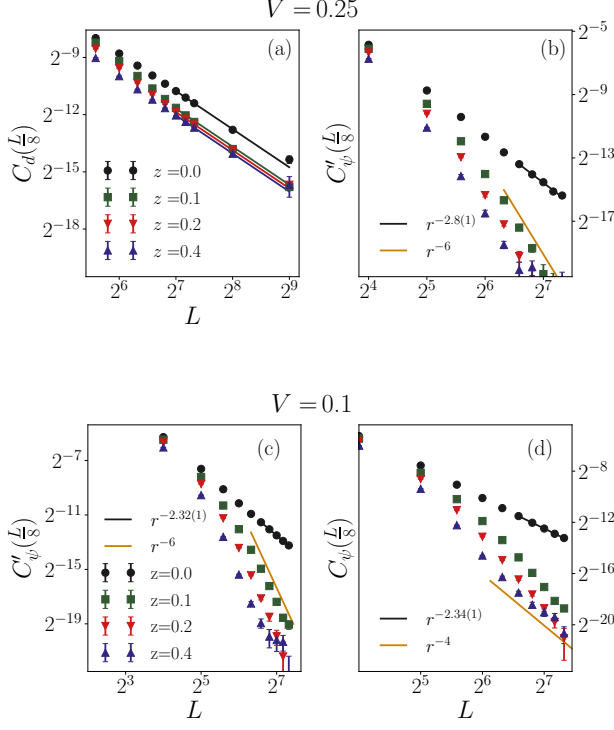 V = 0.25
(a)
C_d(L/8)
2^-9
2^-12
2^-15
2^-18
z =0.0
z =0.1
z =0.2
z =0.4
2^6 2^7 2^8 2^9
L
(b)
C'_ψ(L/8)
2^-5
2^-9
2^-13
2^-17
r^-2.8(1)
r^-6
2^4 2^5 2^6 2^7
V = 0.1
(c)
C'_ψ(L/8)
2^-7
2^-11
2^-15
2^-19
r^-2.32(1)
r^-6
z=0.0
z=0.1
z=0.2
z=0.4
2^3 2^5 2^7
L
(d)
C_ψ(L/8)
2^-8
2^-12
2^-16
2^-20
r^-2.34(1)
r^-4
2^5 2^6 2^7
L